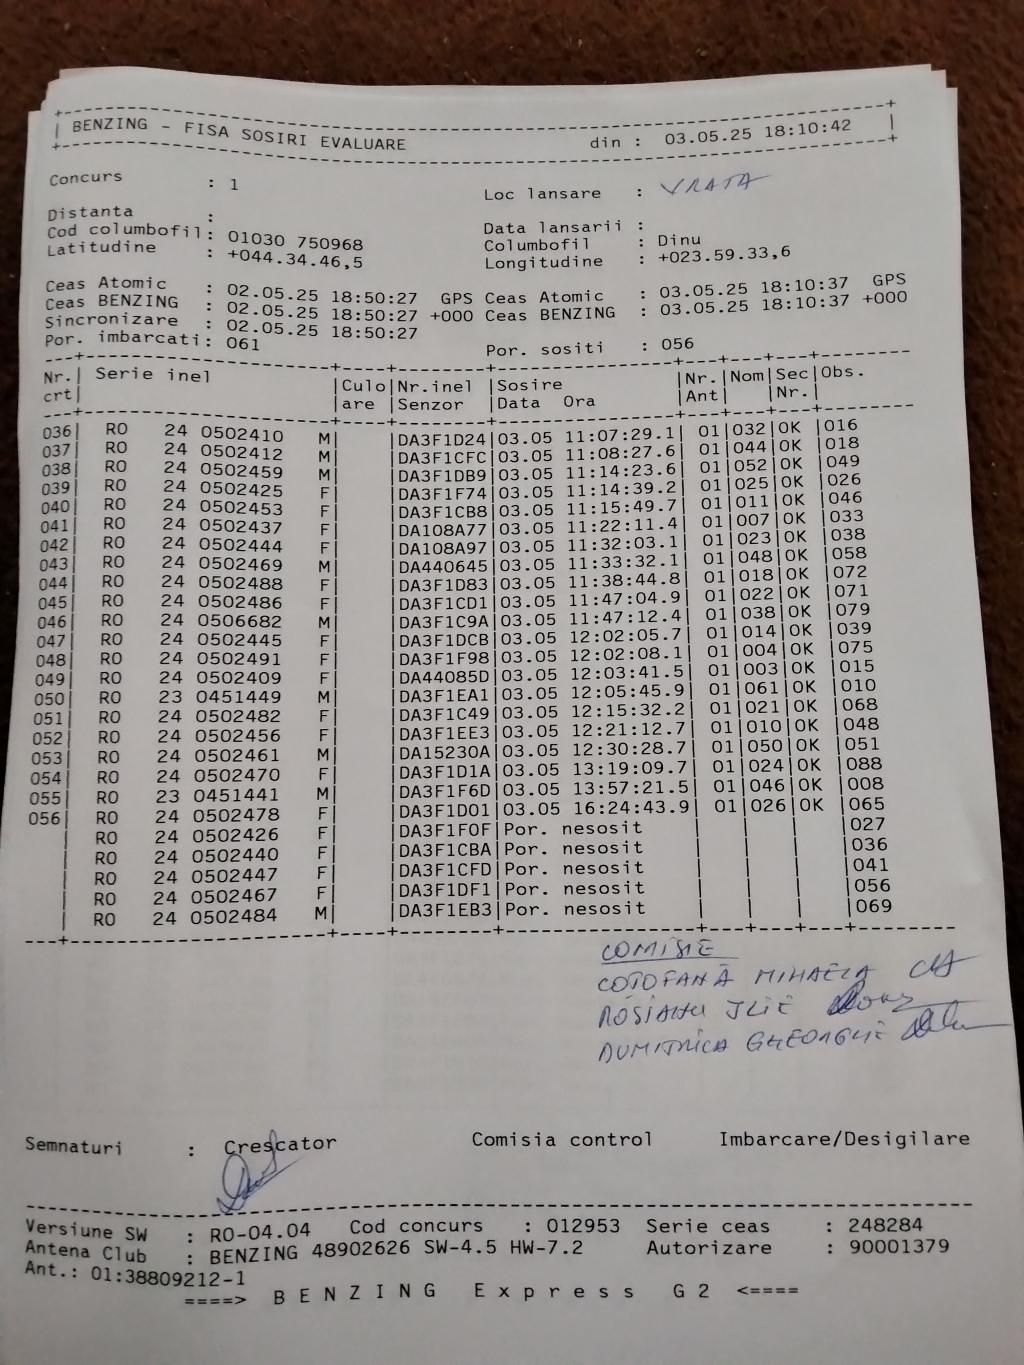 BENZING - FISA SOSIRI EVALUARE din : 03.05.25 18:10:42
Concurs : 1 Loc lansare : VRATA
Distanta : Data lansarii :
Cod columbofil: 01030 750968 Columbofil : Dinu
Latitudine : +044.34.46,5 Longitudine : +023.59.33,6
Ceas Atomic : 02.05.25 18:50:27 GPS Ceas Atomic : 03.05.25 18:10:37 GPS
Ceas BENZING : 02.05.25 18:50:27 +000 Ceas BENZING : 03.05.25 18:10:37 +000
Sincronizare : 02.05.25 18:50:27
Por. imbarcati: 061 Por. sositi : 056
Nr.| Serie inel |Culo|Nr.inel |Sosire |Nr.|Nom|Sec|Obs.
crt| |are |Senzor |Data Ora |Ant| |Nr.|
036| RO 24 0502410 M| |DA3F1D24|03.05 11:07:29.1| 01|032|OK |016
037| RO 24 0502412 M| |DA3F1CFC|03.05 11:08:27.6| 01|044|OK |018
038| RO 24 0502459 M| |DA3F1DB9|03.05 11:14:23.6| 01|052|OK |049
039| RO 24 0502425 F| |DA3F1F74|03.05 11:14:39.2| 01|025|OK |026
040| RO 24 0502453 F| |DA3F1CB8|03.05 11:15:49.7| 01|011|OK |046
041| RO 24 0502437 F| |DA108A77|03.05 11:22:11.4| 01|007|OK |033
042| RO 24 0502444 F| |DA108A97|03.05 11:32:03.1| 01|023|OK |038
043| RO 24 0502469 M| |DA440645|03.05 11:33:32.1| 01|048|OK |058
044| RO 24 0502488 F| |DA3F1D83|03.05 11:38:44.8| 01|018|OK |072
045| RO 24 0502486 F| |DA3F1CD1|03.05 11:47:04.9| 01|022|OK |071
046| RO 24 0506682 M| |DA3F1C9A|03.05 11:47:12.4| 01|038|OK |079
047| RO 24 0502445 F| |DA3F1DCB|03.05 12:02:05.7| 01|014|OK |039
048| RO 24 0502491 F| |DA3F1F98|03.05 12:02:08.1| 01|004|OK |075
049| RO 24 0502409 F| |DA44085D|03.05 12:03:41.5| 01|003|OK |015
050| RO 23 0451449 M| |DA3F1EA1|03.05 12:05:45.9| 01|061|OK |010
051| RO 24 0502482 F| |DA3F1C49|03.05 12:15:32.2| 01|021|OK |068
052| RO 24 0502456 F| |DA3F1EE3|03.05 12:21:12.7| 01|010|OK |048
053| RO 24 0502461 M| |DA15230A|03.05 12:30:28.7| 01|050|OK |051
054| RO 24 0502470 F| |DA3F1D1A|03.05 13:19:09.7| 01|024|OK |088
055| RO 23 0451441 M| |DA3F1F6D|03.05 13:57:21.5| 01|046|OK |008
056| RO 24 0502478 F| |DA3F1D01|03.05 16:24:43.9| 01|026|OK |065
| RO 24 0502426 F| |DA3F1F0F|Por. nesosit | | | |027
| RO 24 0502440 F| |DA3F1CBA|Por. nesosit | | | |036
| RO 24 0502447 F| |DA3F1CFD|Por. nesosit | | | |041
| RO 24 0502467 F| |DA3F1DF1|Por. nesosit | | | |056
| RO 24 0502484 M| |DA3F1EB3|Por. nesosit | | | |069
COMISIE
COTOFANĂ MIHAELA
ROSIANU ILIE
DUMITRICA GHEORGHE
Semnaturi : Crescator Comisia control Imbarcare/Desigilare
Versiune SW : RO-04.04 Cod concurs : 012953 Serie ceas : 248284
Antena Club : BENZING 48902626 SW-4.5 HW-7.2 Autorizare : 90001379
Ant.: 01:38809212-1
====> B E N Z I N G E x p r e s s G 2 <====